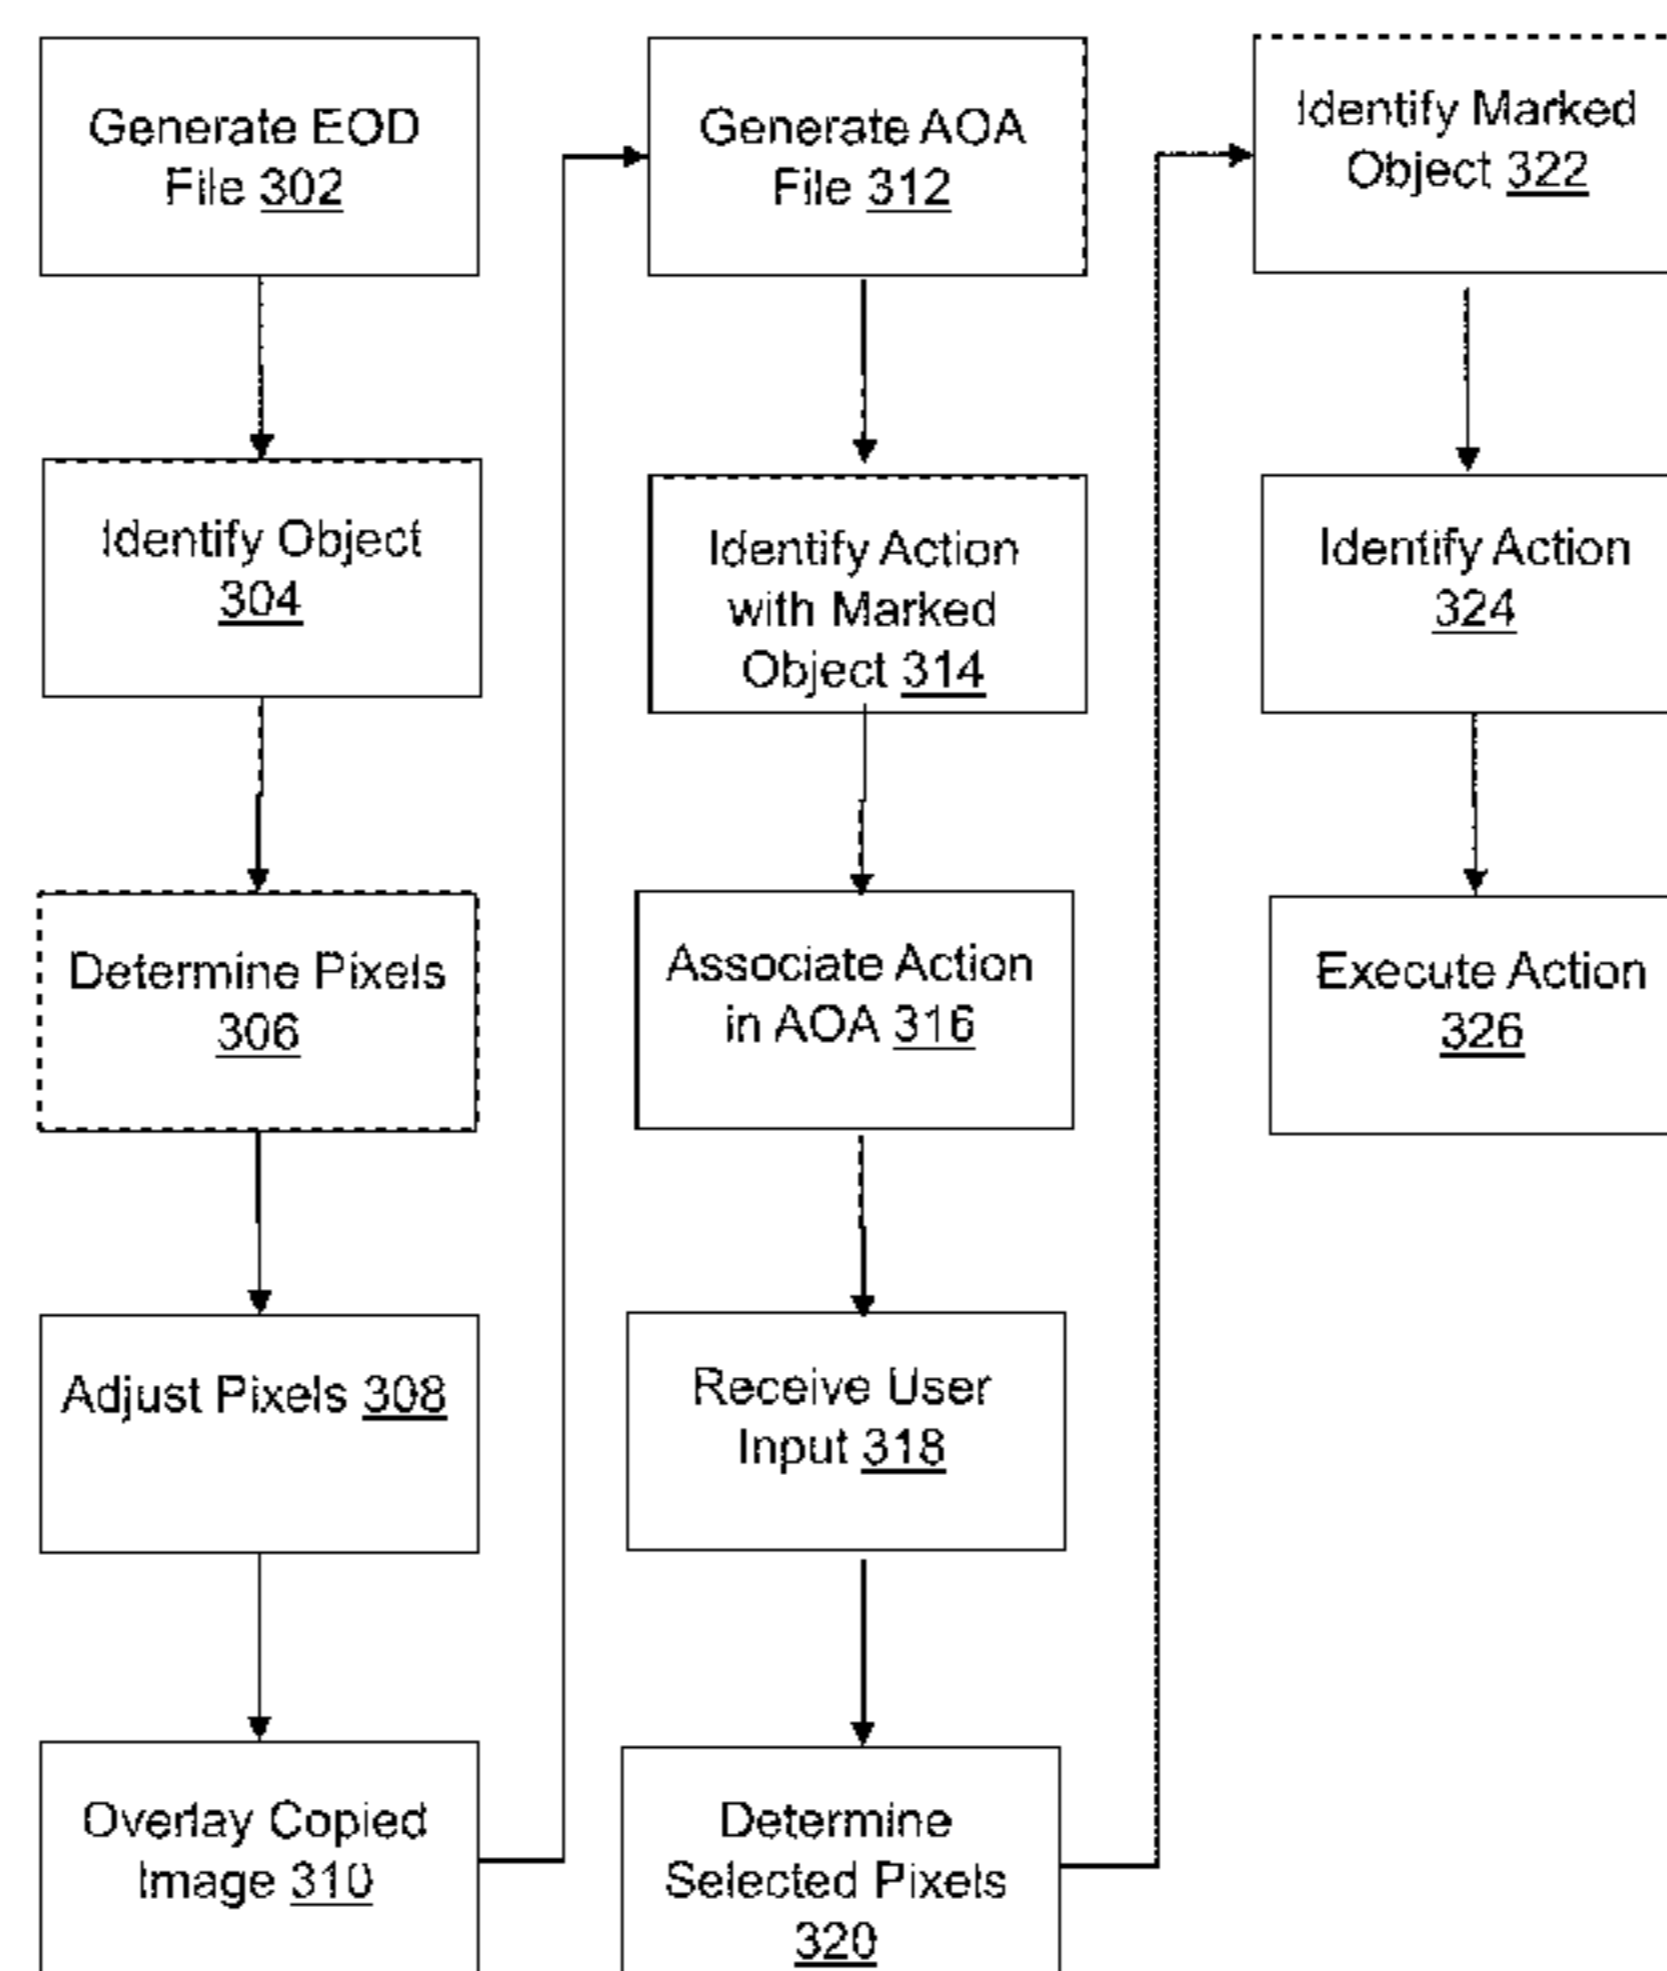 Generate EOD
File 302
Identify Object
304
Determine Pixels
306
Adjust Pixels 308
Overlay Copied
Image 310
Generate AOA
File 312
Identify Action
with Marked
Object 314
Associate Action
in AOA 316
Receive User
Input 318
Determine
Selected Pixels
320
Identify Marked
Object 322
Identify Action
324
Execute Action
326